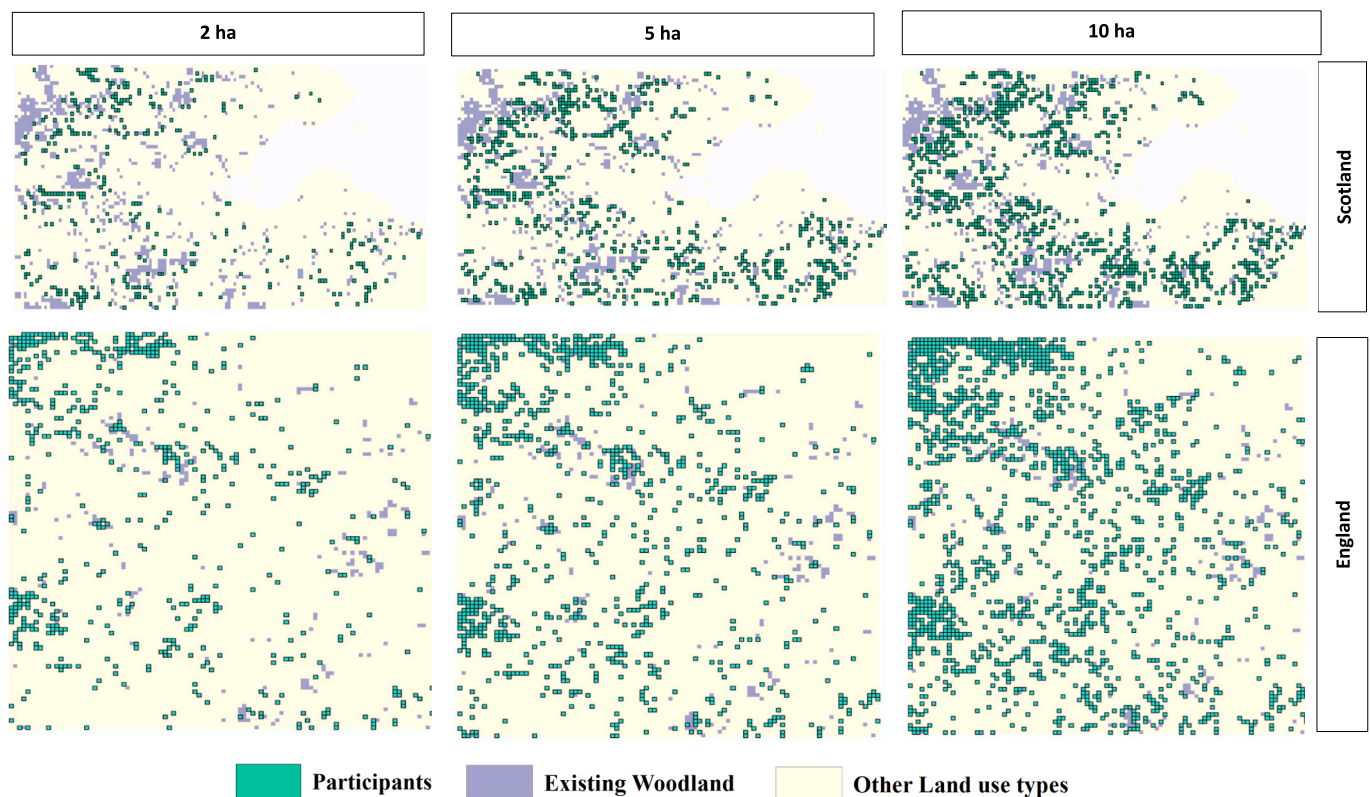 2 ha
5 ha
10 ha
Scotland
England
Participants
Existing Woodland
Other Land use types